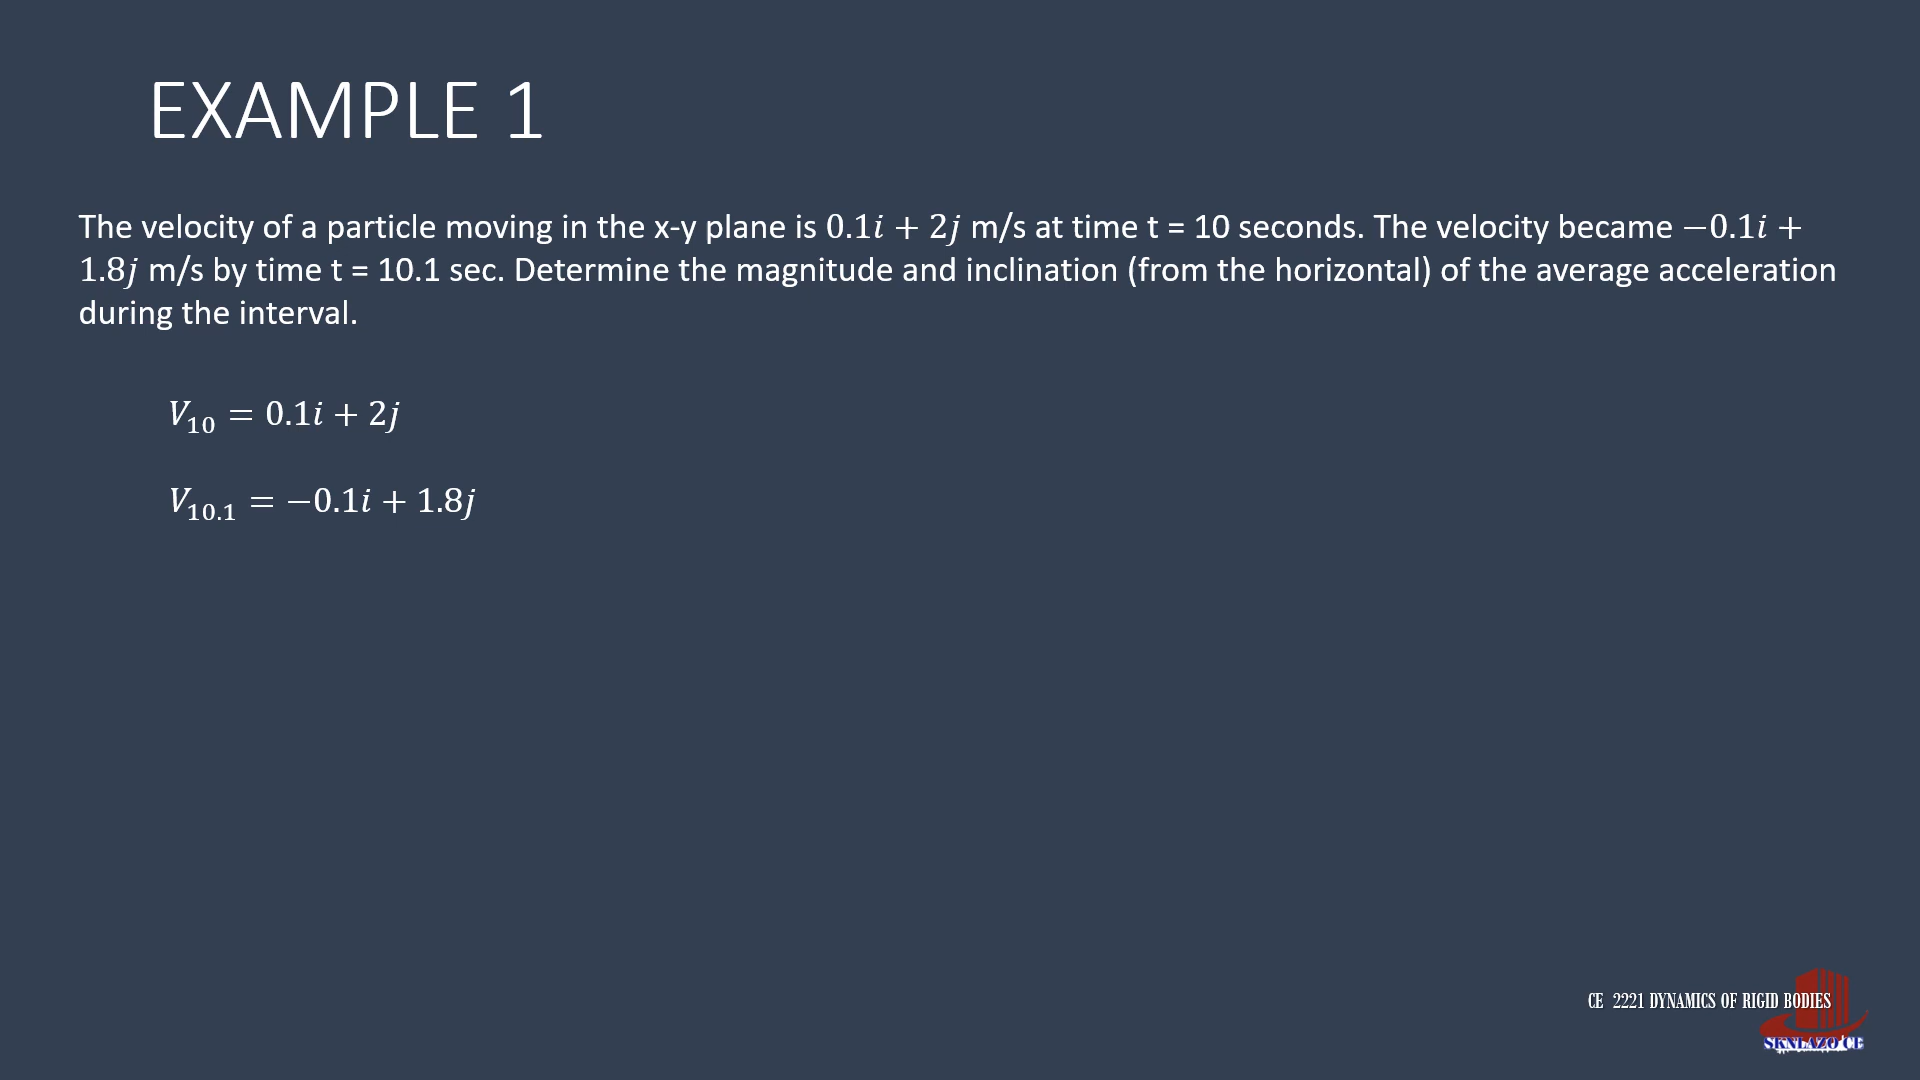 EXAMPLE 1
The velocity of a particle moving in the x-y plane is 0.1i + 2j m/s at time t = 10 seconds. The velocity became −0.1i +
1.8j m/s by time t = 10.1 sec. Determine the magnitude and inclination (from the horizontal) of the average acceleration
during the interval.
V₁₀ = 0.1i + 2j
V₁₀.₁ = −0.1i + 1.8j
CE 2221 DYNAMICS OF RIGID BODIES